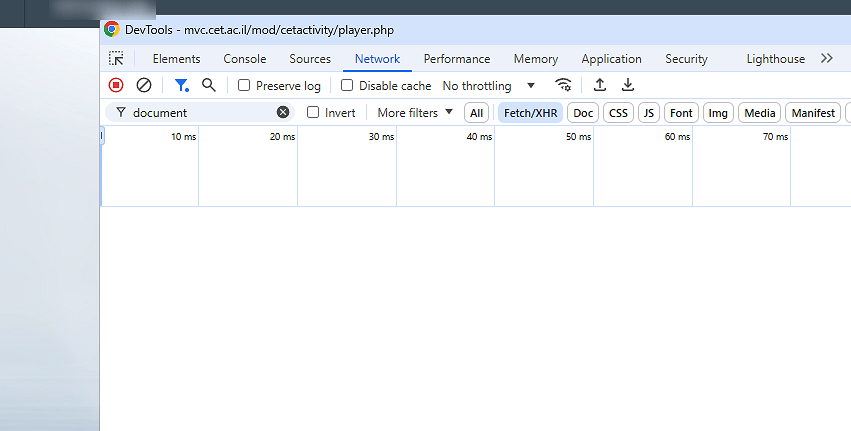 DevTools - mvc.cet.ac.il/mod/cetactivity/player.php
Elements Console Sources Network Performance Memory Application Security Lighthouse
Preserve log Disable cache No throttling
document Invert More filters All Fetch/XHR Doc CSS JS Font Img Media Manifest
10 ms 20 ms 30 ms 40 ms 50 ms 60 ms 70 ms